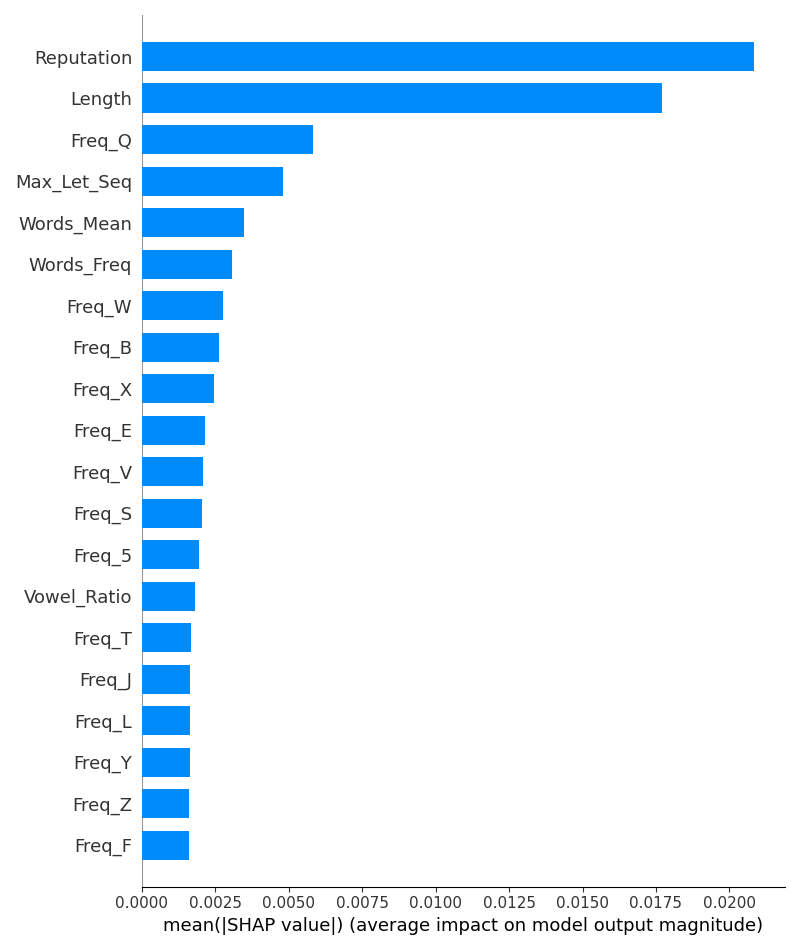 Reputation
Length
Freq_Q
Max_Let_Seq
Words_Mean
Words_Freq
Freq_W
Freq_B
Freq_X
Freq_E
Freq_V
Freq_S
Freq_5
Vowel_Ratio
Freq_T
Freq_J
Freq_L
Freq_Y
Freq_Z
Freq_F
0.0000 0.0025 0.0050 0.0075 0.0100 0.0125 0.0150 0.0175 0.0200
mean(|SHAP value|) (average impact on model output magnitude)